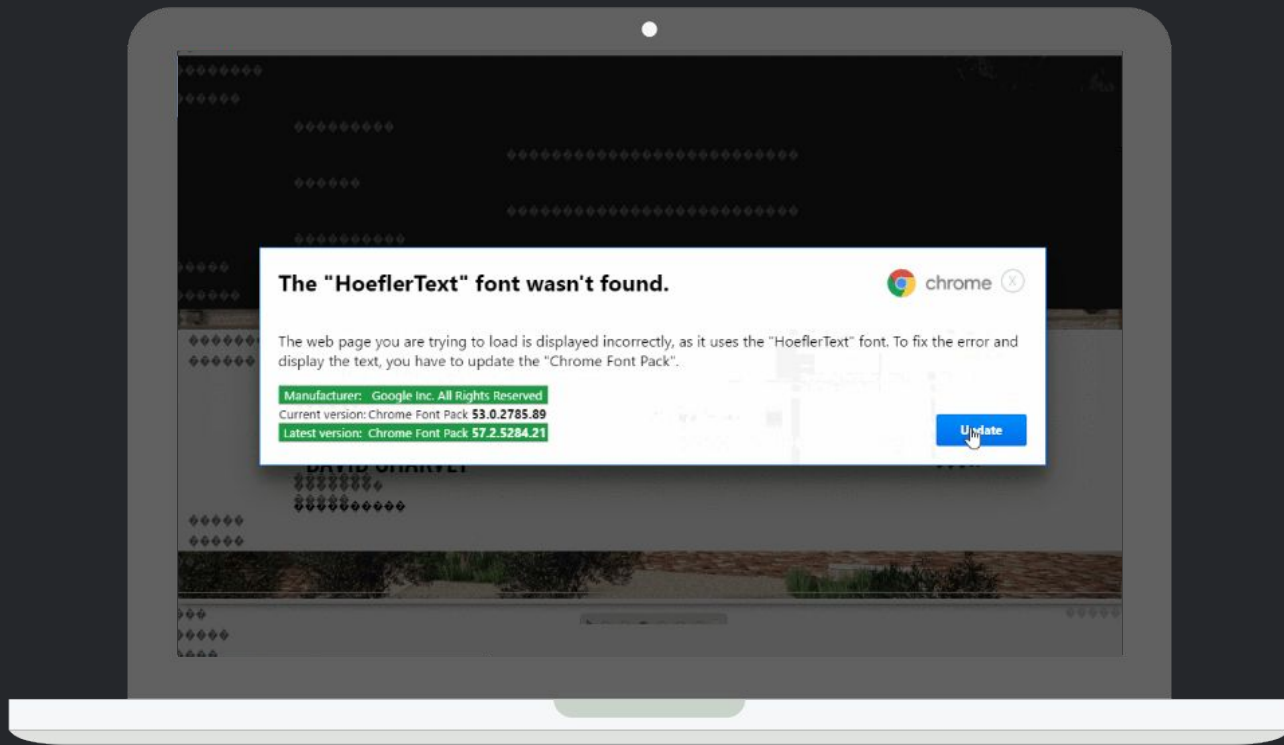 The "HoeflerText" font wasn't found.
chrome
The web page you are trying to load is displayed incorrectly, as it uses the "HoeflerText" font. To fix the error and
display the text, you have to update the "Chrome Font Pack".
Manufacturer: Google Inc. All Rights Reserved
Current version: Chrome Font Pack 53.0.2785.89
Latest version: Chrome Font Pack 57.2.5284.21
Update